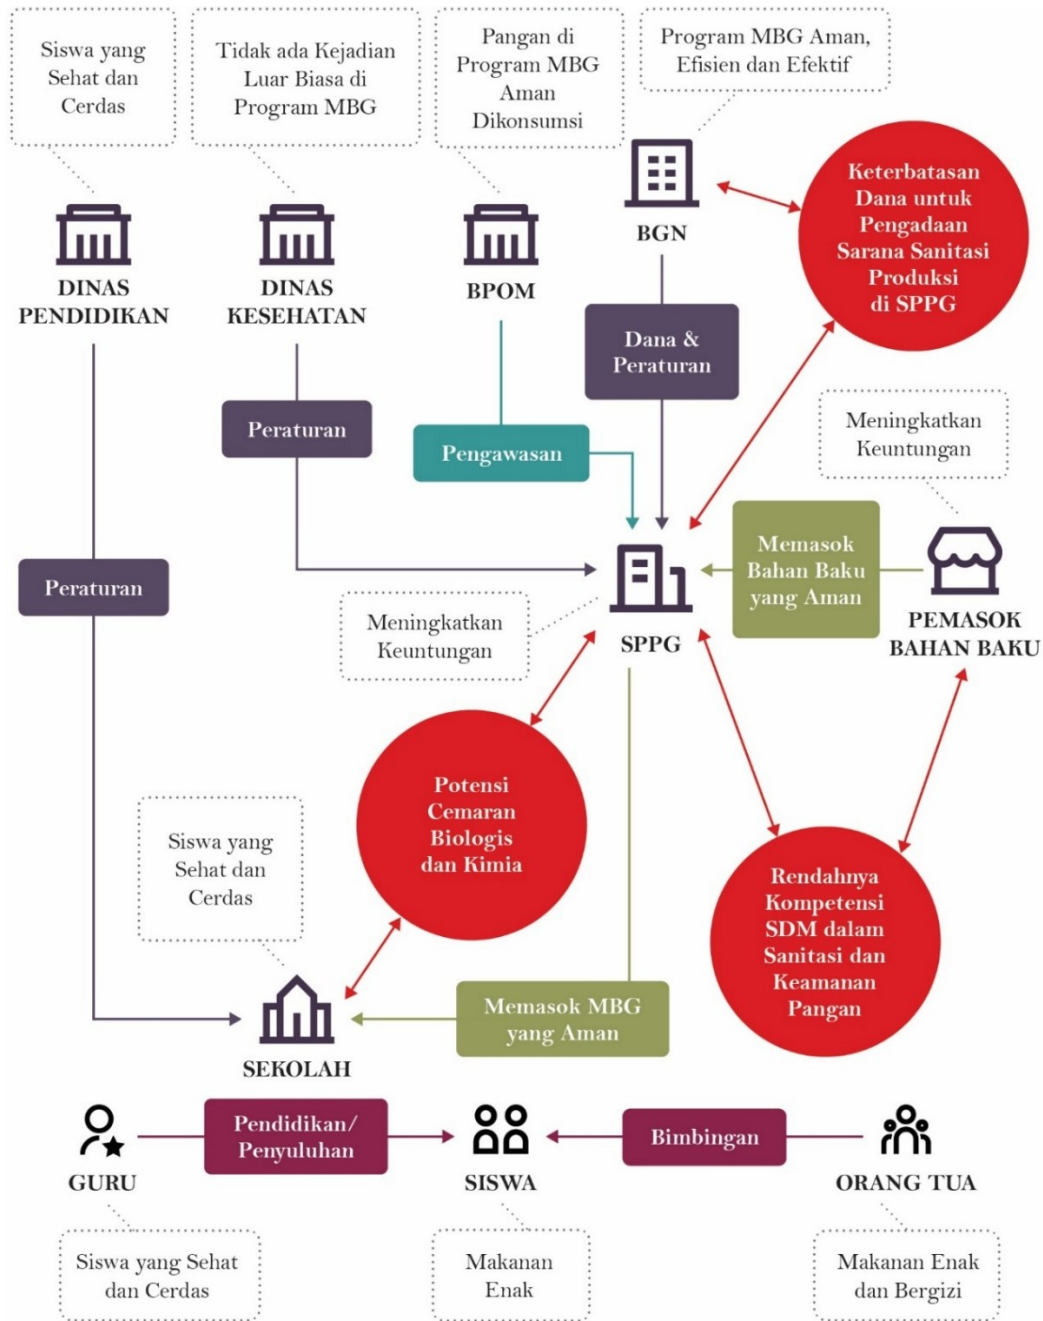 Siswa yang
Sehat dan
Cerdas
Tidak ada Kejadian
Luar Biasa di
Program MBG
Pangan di
Program MBG
Aman
Dikonsumsi
Program MBG Aman,
Efisien dan Efektif
DINAS
PENDIDIKAN
DINAS
KESEHATAN
BPOM
BGN
Keterbatasan
Dana untuk
Pengadaan
Sarana Sanitasi
Produksi
di SPPG
Dana &
Peraturan
Peraturan
Pengawasan
Meningkatkan
Keuntungan
Peraturan
Memasok
Bahan Baku
yang Aman
Meningkatkan
Keuntungan
SPPG
PEMASOK
BAHAN BAKU
Potensi
Cemaran
Biologis
dan Kimia
Siswa yang
Sehat dan
Cerdas
Rendahnya
Kompetensi
SDM dalam
Sanitasi dan
Keamanan
Pangan
Memasok MBG
yang Aman
SEKOLAH
Pendidikan/
Penyuluhan
Bimbingan
GURU
SISWA
ORANG TUA
Siswa yang Sehat
dan Cerdas
Makanan
Enak
Makanan Enak
dan Bergizi